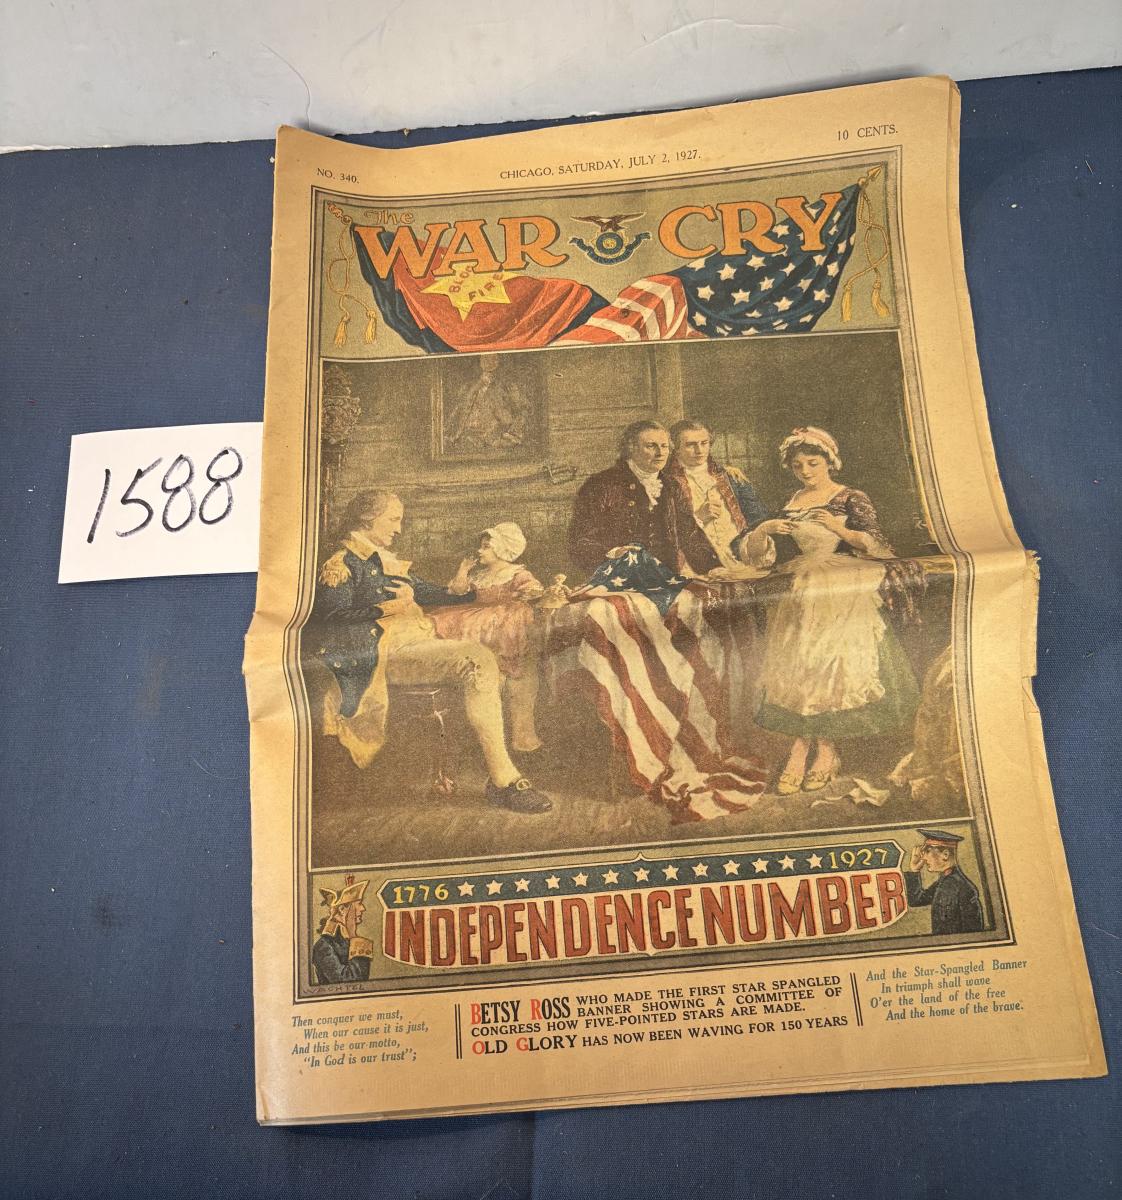 NO. 340.
CHICAGO, SATURDAY, JULY 2, 1927.
10 CENTS.
The
WAR CRY
BLOOD
FIRE
1588
1776 1927
INDEPENDENCE NUMBER
WACHTEL
Then conquer we must,
When our cause it is just,
And this be our motto,
"In God is our trust";
BETSY ROSS WHO MADE THE FIRST STAR SPANGLED
BANNER SHOWING A COMMITTEE OF
CONGRESS HOW FIVE-POINTED STARS ARE MADE.
OLD GLORY HAS NOW BEEN WAVING FOR 150 YEARS
And the Star-Spangled Banner
In triumph shall wave
O'er the land of the free
And the home of the brave.